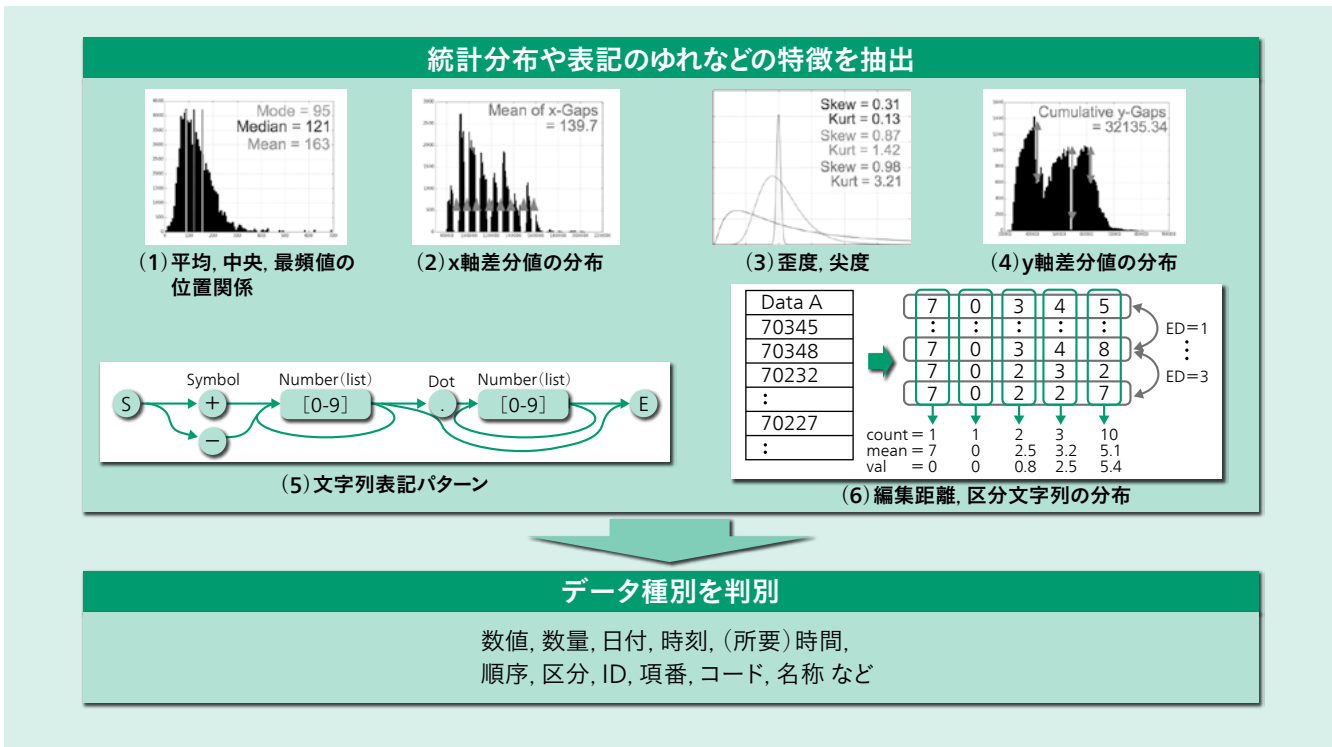 統計分布や表記のゆれなどの特徴を抽出
Mode = 95
Median = 121
Mean = 163
(1)平均, 中央, 最頻値の
位置関係
Mean of x-Gaps
= 139.7
(2)x軸差分値の分布
Skew = 0.31
Kurt = 0.13
Skew = 0.87
Kurt = 1.42
Skew = 0.98
Kurt = 3.21
(3)歪度, 尖度
Cumulative y-Gaps
= 32135.34
(4)y軸差分値の分布
Symbol Number(list) Dot Number(list)
S + [0-9] . [0-9] E
−
(5)文字列表記パターン
Data A
70345
70348
70232
:
70227
:
7 0 3 4 5
: : : : :
7 0 3 4 8
7 0 2 3 2
7 0 2 2 7
ED=1
⋮
ED=3
count = 1 1 2 3 10
mean = 7 0 2.5 3.2 5.1
val = 0 0 0.8 2.5 5.4
(6)編集距離, 区分文字列の分布
データ種別を判別
数値, 数量, 日付, 時刻, (所要)時間,
順序, 区分, ID, 項番, コード, 名称 など